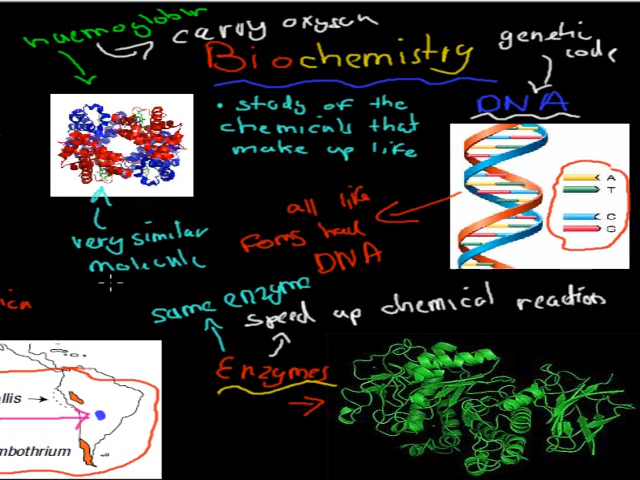 haemoglobin
carry oxygen
Biochemistry
genetic
code
• study of the
chemicals that
make up life
DNA
A
T
C
G
all life
Forms had
DNA
very similar
molecule
same enzyme
speed up chemical reaction
Enzymes
allis
mbothrium